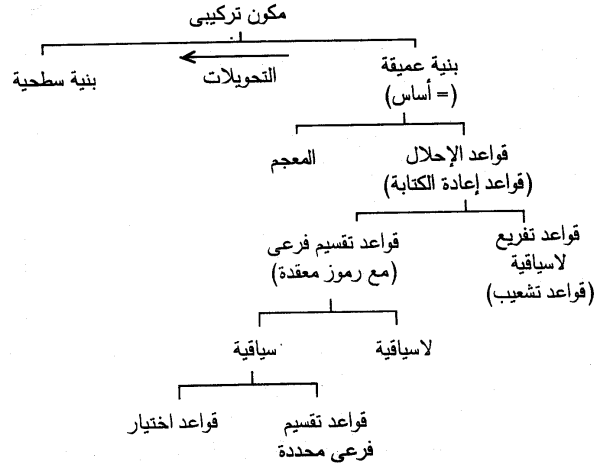 مكون تركيبى
بنية عميقة
(= أساس)
التحويلات
بنية سطحية
قواعد الإحلال
(قواعد إعادة الكتابة)
المعجم
قواعد تفريع
لاسياقية
(قواعد تشعيب)
قواعد تقسيم فرعى
(مع رموز معقدة)
لاسياقية
سياقية
قواعد تقسيم
فرعى محددة
قواعد اختيار